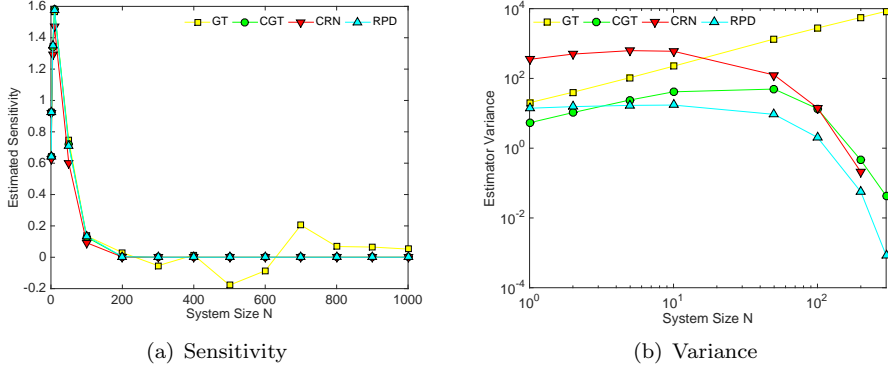 GT CGT CRN RPD
1.6
1.4
1.2
1
0.8
0.6
0.4
0.2
0
-0.2
Estimated Sensitivity
0 200 400 600 800 1000
System Size N
(a) Sensitivity
GT CGT CRN RPD
10^4
10^2
10^0
10^-2
10^-4
Estimator Variance
10^0 10^1 10^2
System Size N
(b) Variance